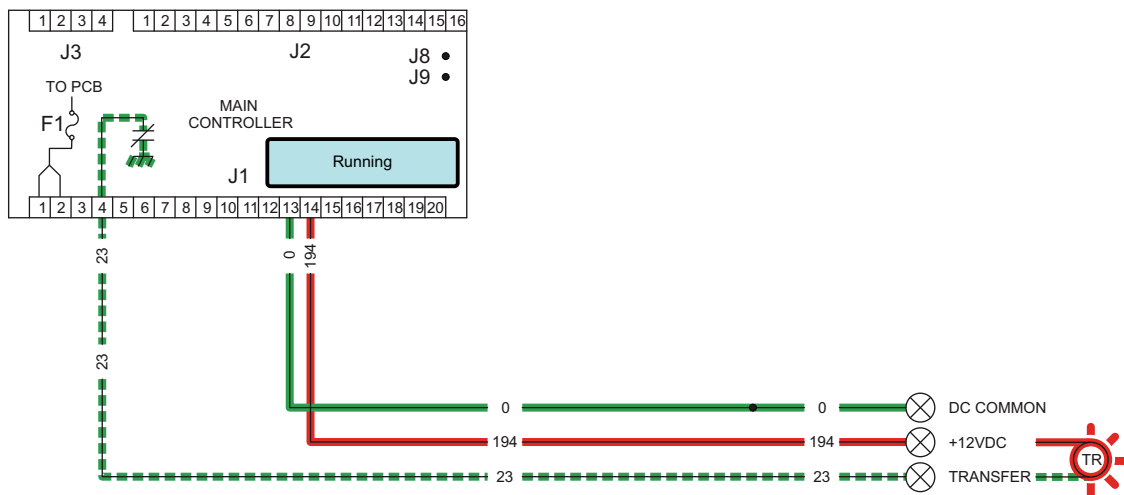 1 2 3 4 1 2 3 4 5 6 7 8 9 10 11 12 13 14 15 16
J3 J2 J8
J9
TO PCB
F1
MAIN
CONTROLLER
Running
J1
1 2 3 4 5 6 7 8 9 10 11 12 13 14 15 16 17 18 19 20
23 0 194
23
0 0 DC COMMON
194 194 +12VDC
TR
23 23 TRANSFER